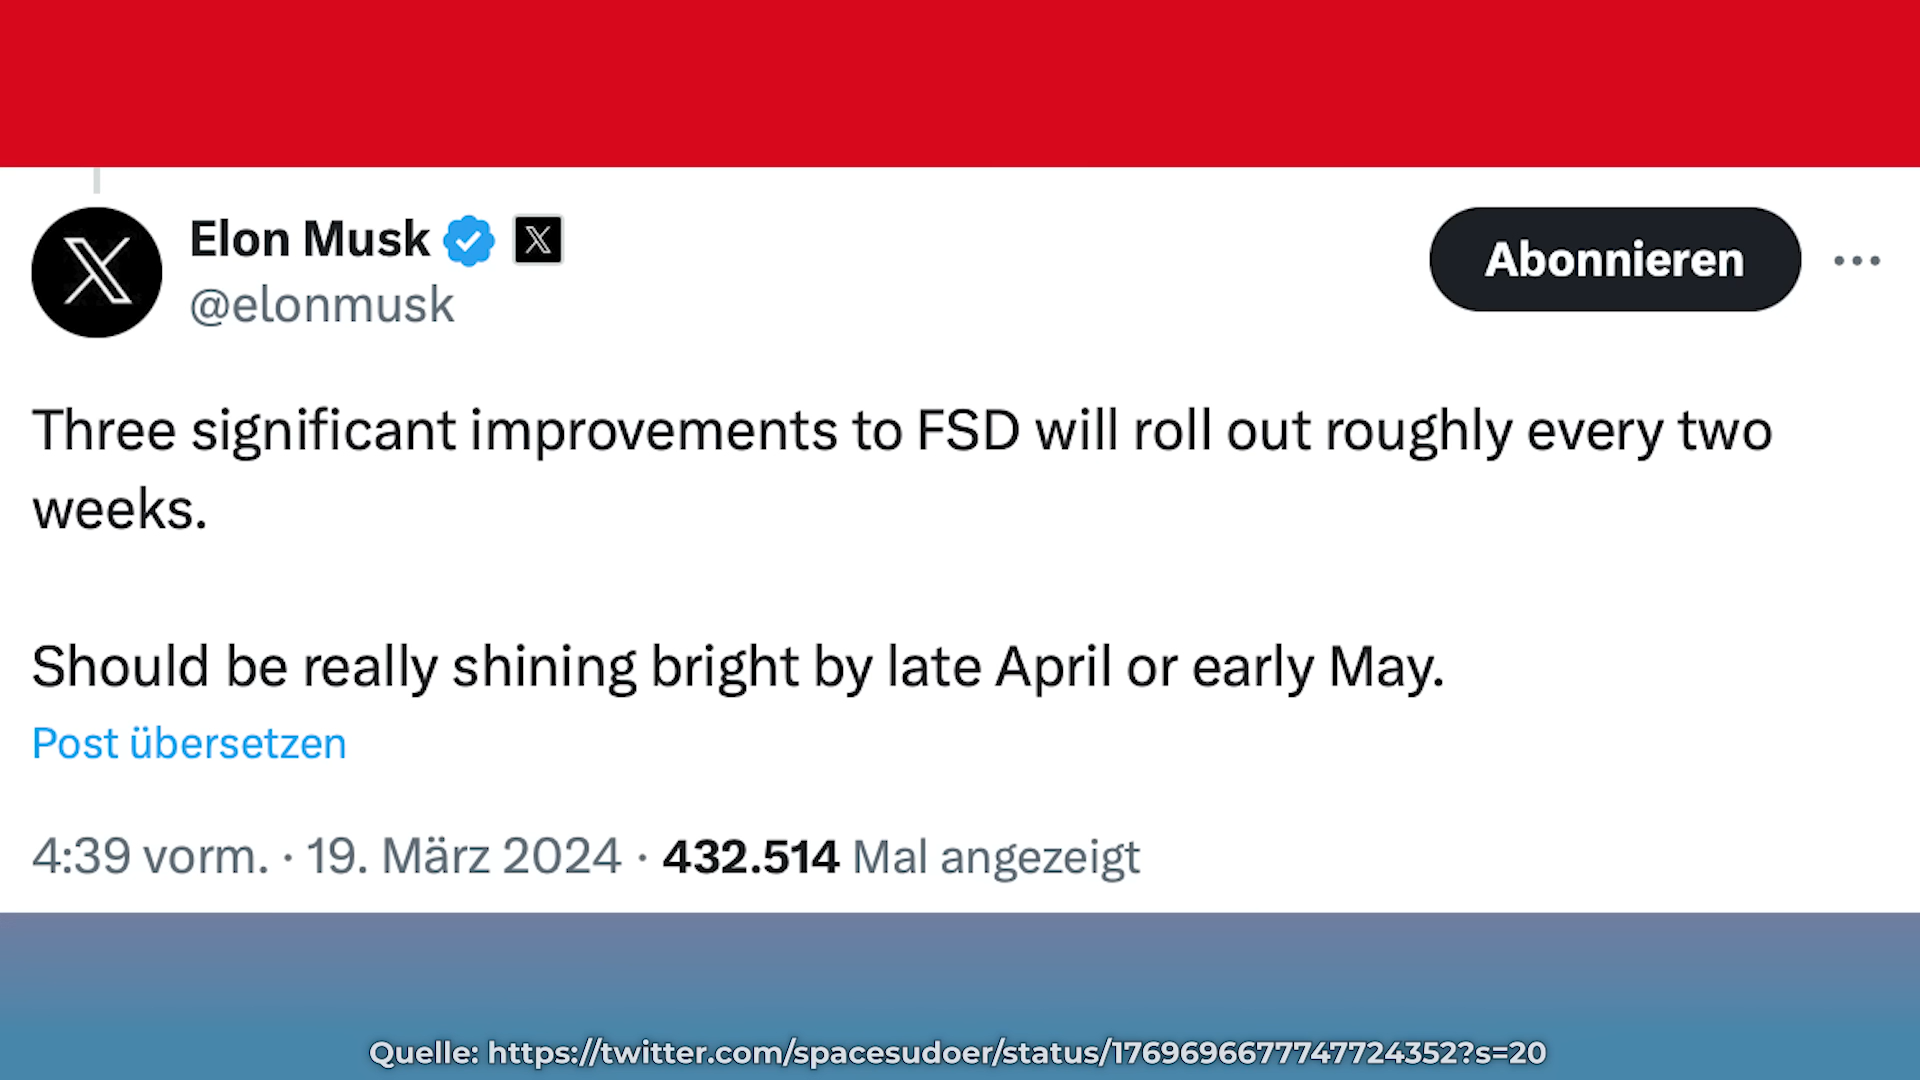 Elon Musk
Abonnieren
@elonmusk
Three significant improvements to FSD will roll out roughly every two
weeks.
Should be really shining bright by late April or early May.
Post übersetzen
4:39 vorm. · 19. März 2024 · 432.514 Mal angezeigt
Quelle: https://twitter.com/spacesudoer/status/1769696677747724352?s=20